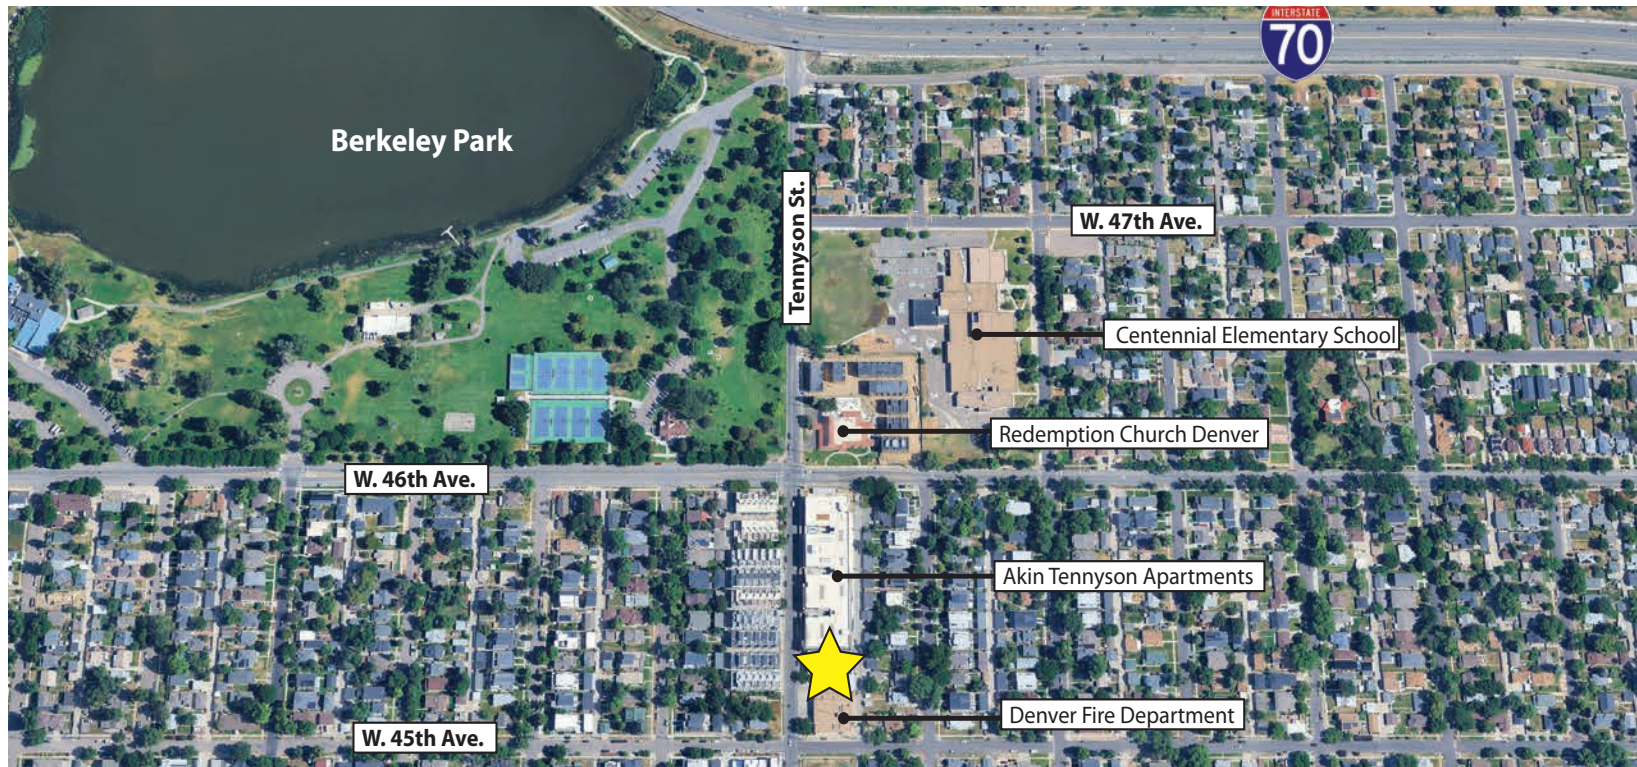 INTERSTATE
70
Berkeley Park
Tennyson St.
W. 47th Ave.
Centennial Elementary School
Redemption Church Denver
W. 46th Ave.
Akin Tennyson Apartments
Denver Fire Department
W. 45th Ave.